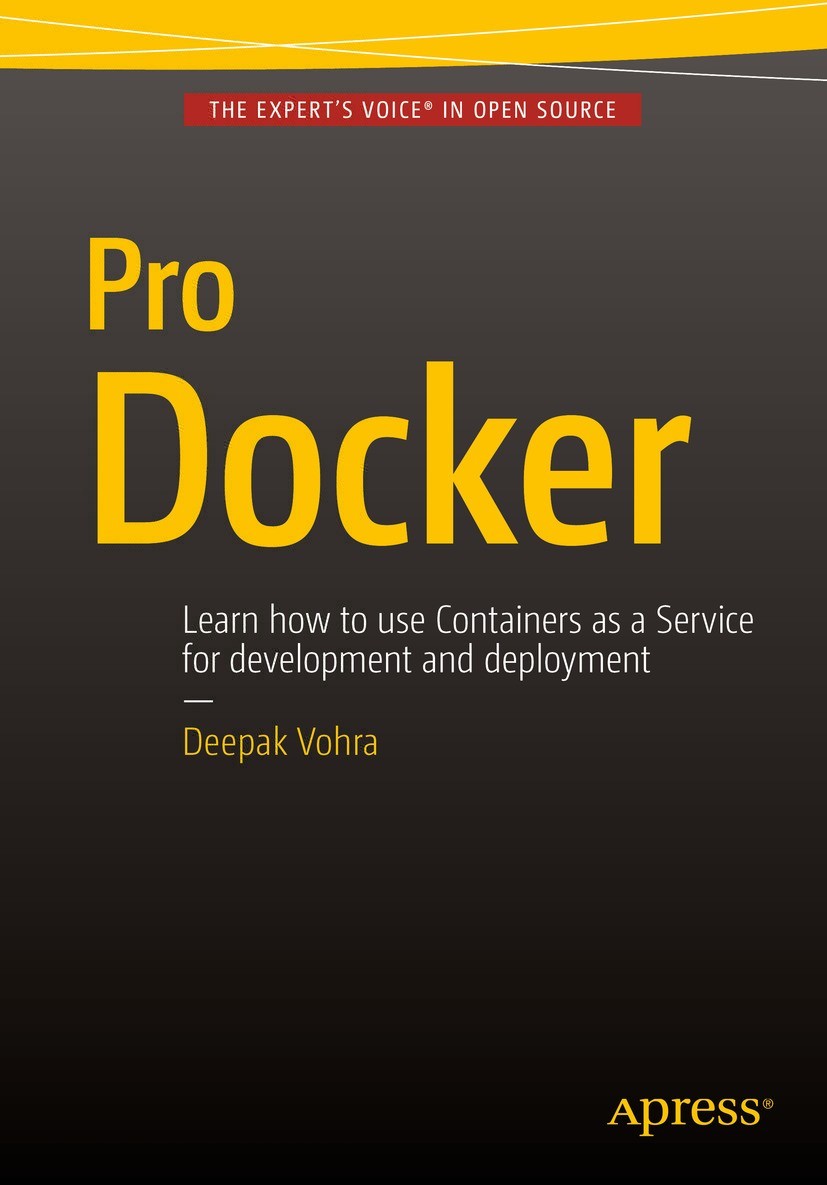 THE EXPERT'S VOICE® IN OPEN SOURCE
Pro
Docker
Learn how to use Containers as a Service
for development and deployment
—
Deepak Vohra
Apress®